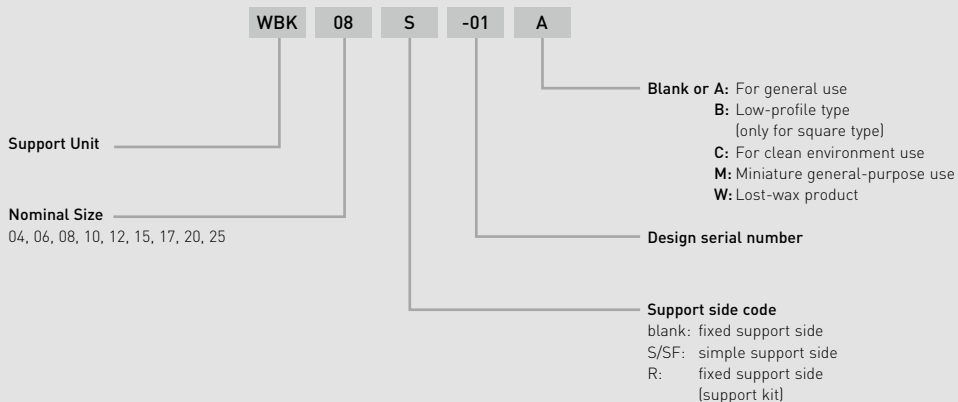 WBK 08 S -01 A
Blank or A: For general use
B: Low-profile type
(only for square type)
C: For clean environment use
M: Miniature general-purpose use
W: Lost-wax product
Support Unit
Nominal Size
04, 06, 08, 10, 12, 15, 17, 20, 25
Design serial number
Support side code
blank: fixed support side
S/SF: simple support side
R: fixed support side
(support kit)